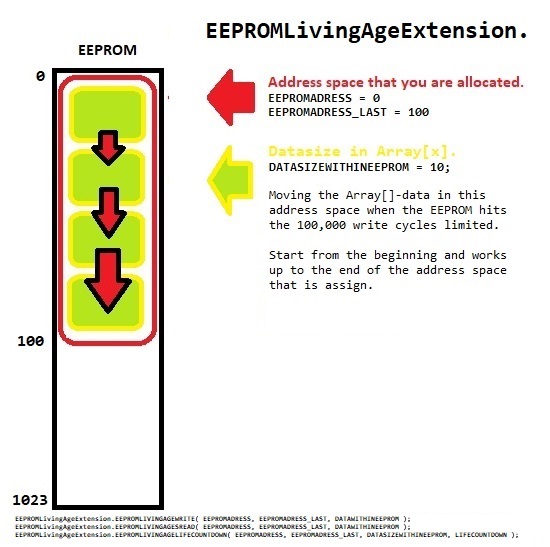 EEPROMLivingAgeExtension.
EEPROM
0
Address space that you are allocated.
EEPROMADRESS = 0
EEPROMADRESS_LAST = 100
Datasize in Array[x].
DATASIZEWITHINEEPROM = 10;
Moving the Array[]-data in this
address space when the EEPROM hits
the 100,000 write cycles limited.
Start from the beginning and works
up to the end of the address space
that is assign.
100
1023
EEPROMLivingAgeExtension.EEPROMLIVINGAGEWRITE( EEPROMADRESS, EEPROMADRESS_LAST, DATAWITHINEEPROM );
EEPROMLivingAgeExtension.EEPROMLIVINGAGESREAD( EEPROMADRESS, EEPROMADRESS_LAST, DATAWITHINEEPROM );
EEPROMLivingAgeExtension.EEPROMLIVINGAGELIFECOUNTDOWN( EEPROMADRESS, EEPROMADRESS_LAST, DATASIZEWITHINEEPROM, LIFECOUNTDOWN );